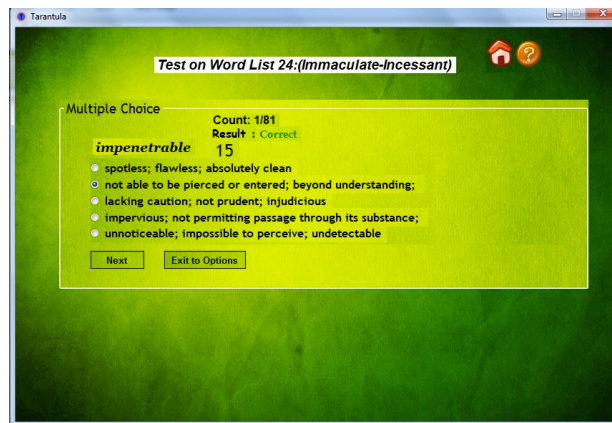 Tarantula
Test on Word List 24:(Immaculate-Incessant)
Multiple Choice
Count: 1/81
Result : Correct
impenetrable 15
spotless; flawless; absolutely clean
not able to be pierced or entered; beyond understanding;
lacking caution; not prudent; injudicious
impervious; not permitting passage through its substance;
unnoticeable; impossible to perceive; undetectable
Next Exit to Options